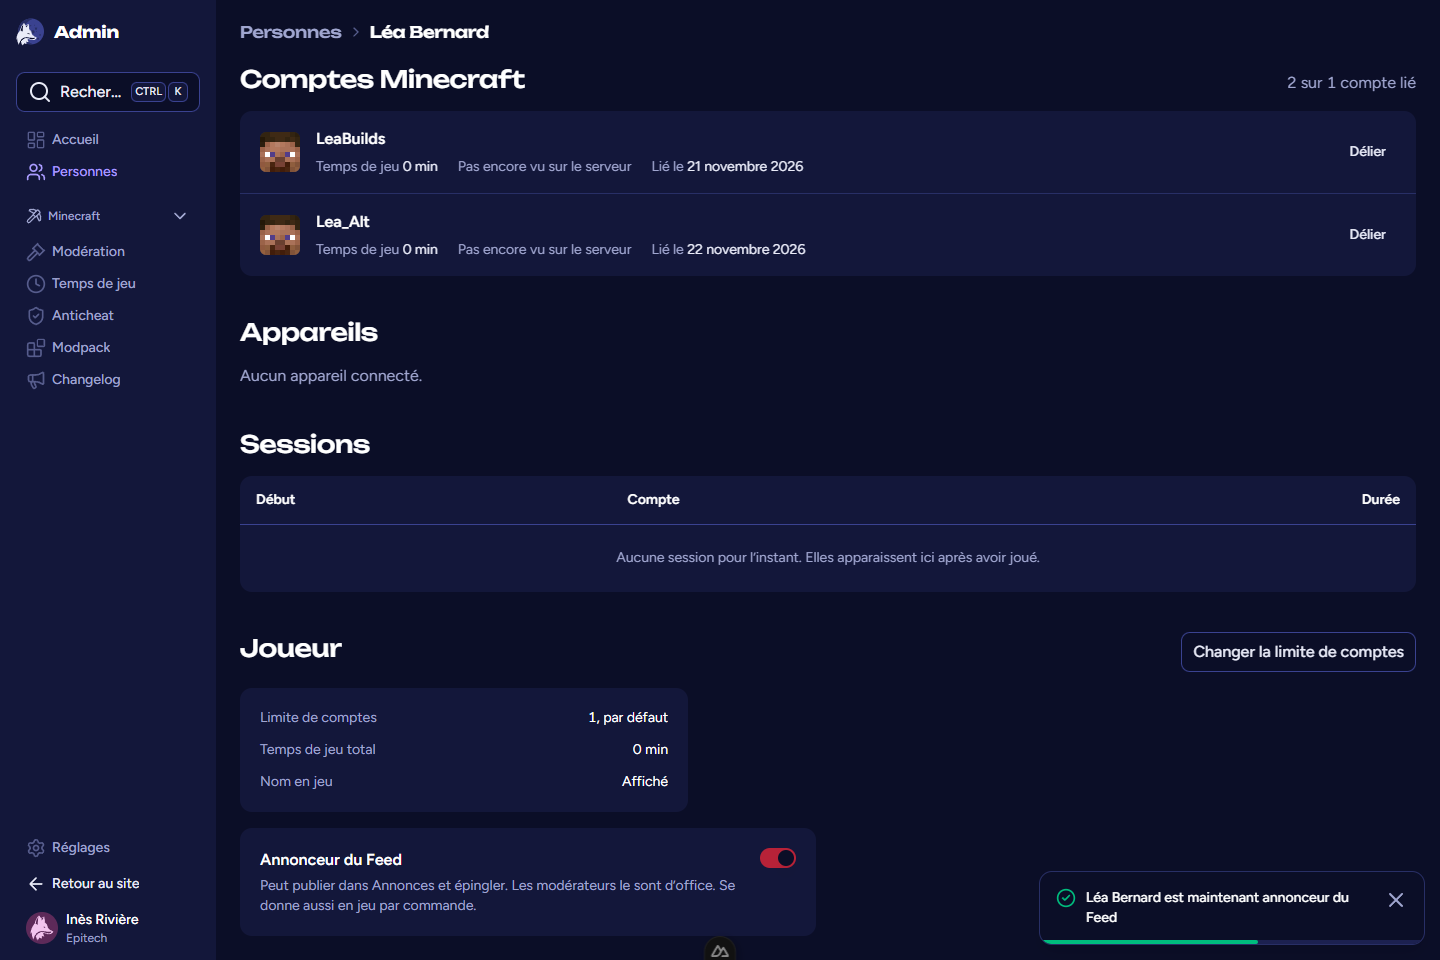 Admin
Recher... CTRL K
Accueil
Personnes
Minecraft
Modération
Temps de jeu
Anticheat
Modpack
Changelog
Réglages
Retour au site
Inès Rivière
Epitech
Personnes > Léa Bernard
Comptes Minecraft
2 sur 1 compte lié
LeaBuilds
Temps de jeu 0 min Pas encore vu sur le serveur Lié le 21 novembre 2026
Délier
Lea_Alt
Temps de jeu 0 min Pas encore vu sur le serveur Lié le 22 novembre 2026
Délier
Appareils
Aucun appareil connecté.
Sessions
Début Compte Durée
Aucune session pour l'instant. Elles apparaissent ici après avoir joué.
Joueur
Changer la limite de comptes
Limite de comptes 1, par défaut
Temps de jeu total 0 min
Nom en jeu Affiché
Annonceur du Feed
Peut publier dans Annonces et épingler. Les modérateurs le sont d'office. Se
donne aussi en jeu par commande.
Léa Bernard est maintenant annonceur du
Feed